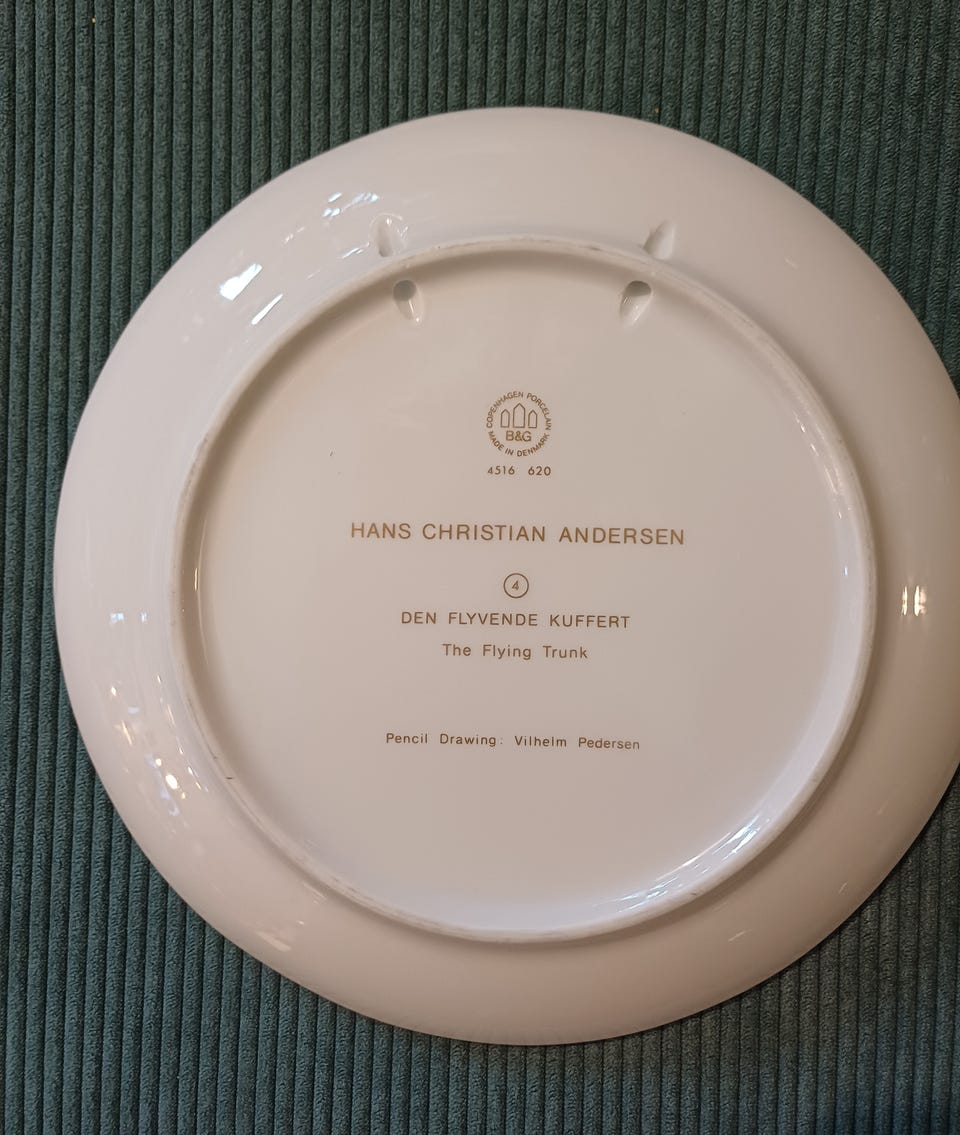 COPENHAGEN PORCELAIN
B&G
MADE IN DENMARK
4516 620
HANS CHRISTIAN ANDERSEN
4
DEN FLYVENDE KUFFERT
The Flying Trunk
Pencil Drawing: Vilhelm Pedersen